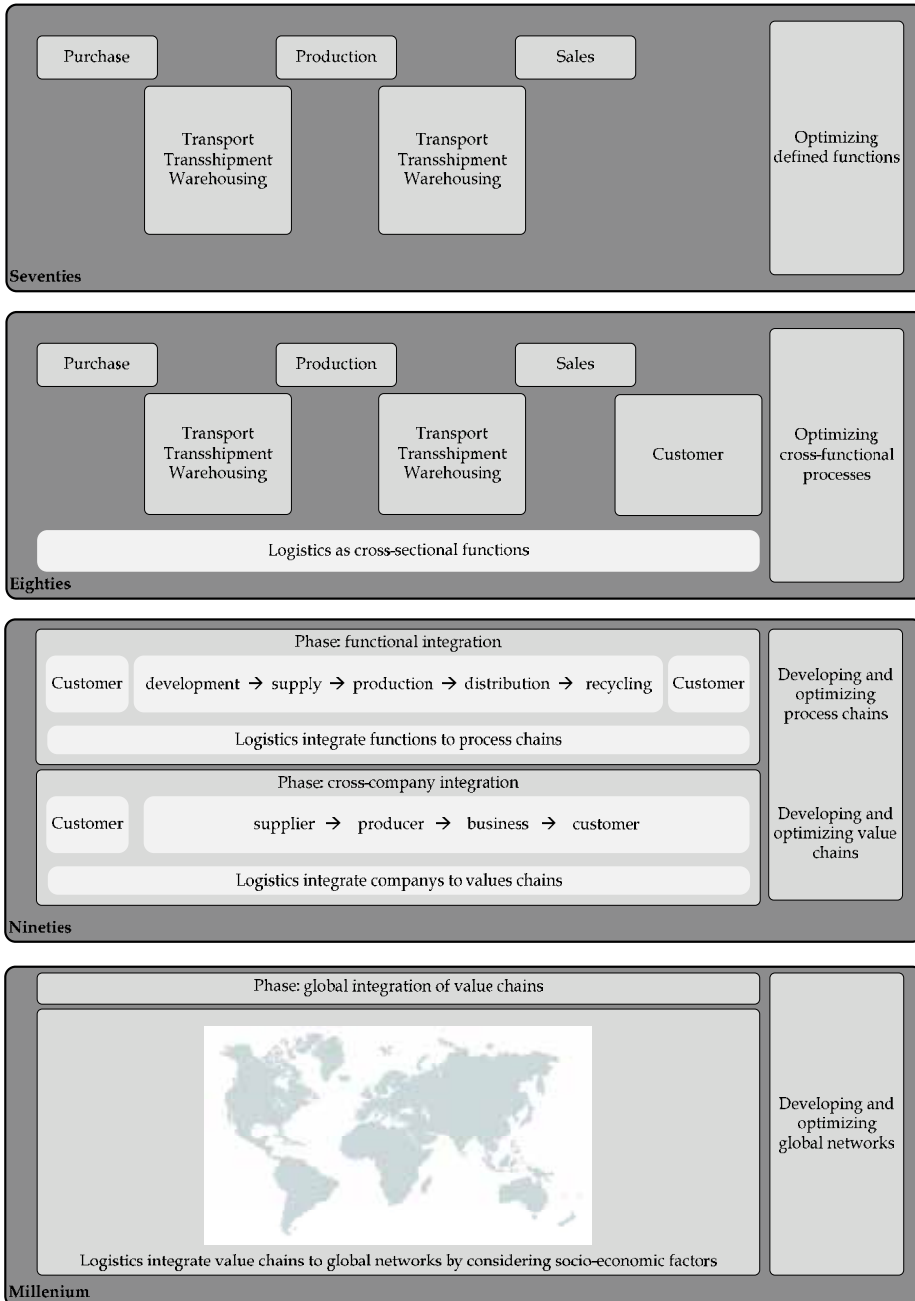 Purchase
Production
Sales
Transport
Transshipment
Warehousing
Transport
Transshipment
Warehousing
Optimizing
defined functions
Seventies
Purchase
Production
Sales
Transport
Transshipment
Warehousing
Transport
Transshipment
Warehousing
Customer
Optimizing
cross-functional
processes
Logistics as cross-sectional functions
Eighties
Phase: functional integration
Customer
development → supply → production → distribution → recycling
Customer
Logistics integrate functions to process chains
Developing and
optimizing
process chains
Phase: cross-company integration
Customer
supplier → producer → business → customer
Logistics integrate companys to values chains
Developing and
optimizing value
chains
Nineties
Phase: global integration of value chains
Logistics integrate value chains to global networks by considering socio-economic factors
Developing and
optimizing
global networks
Millenium